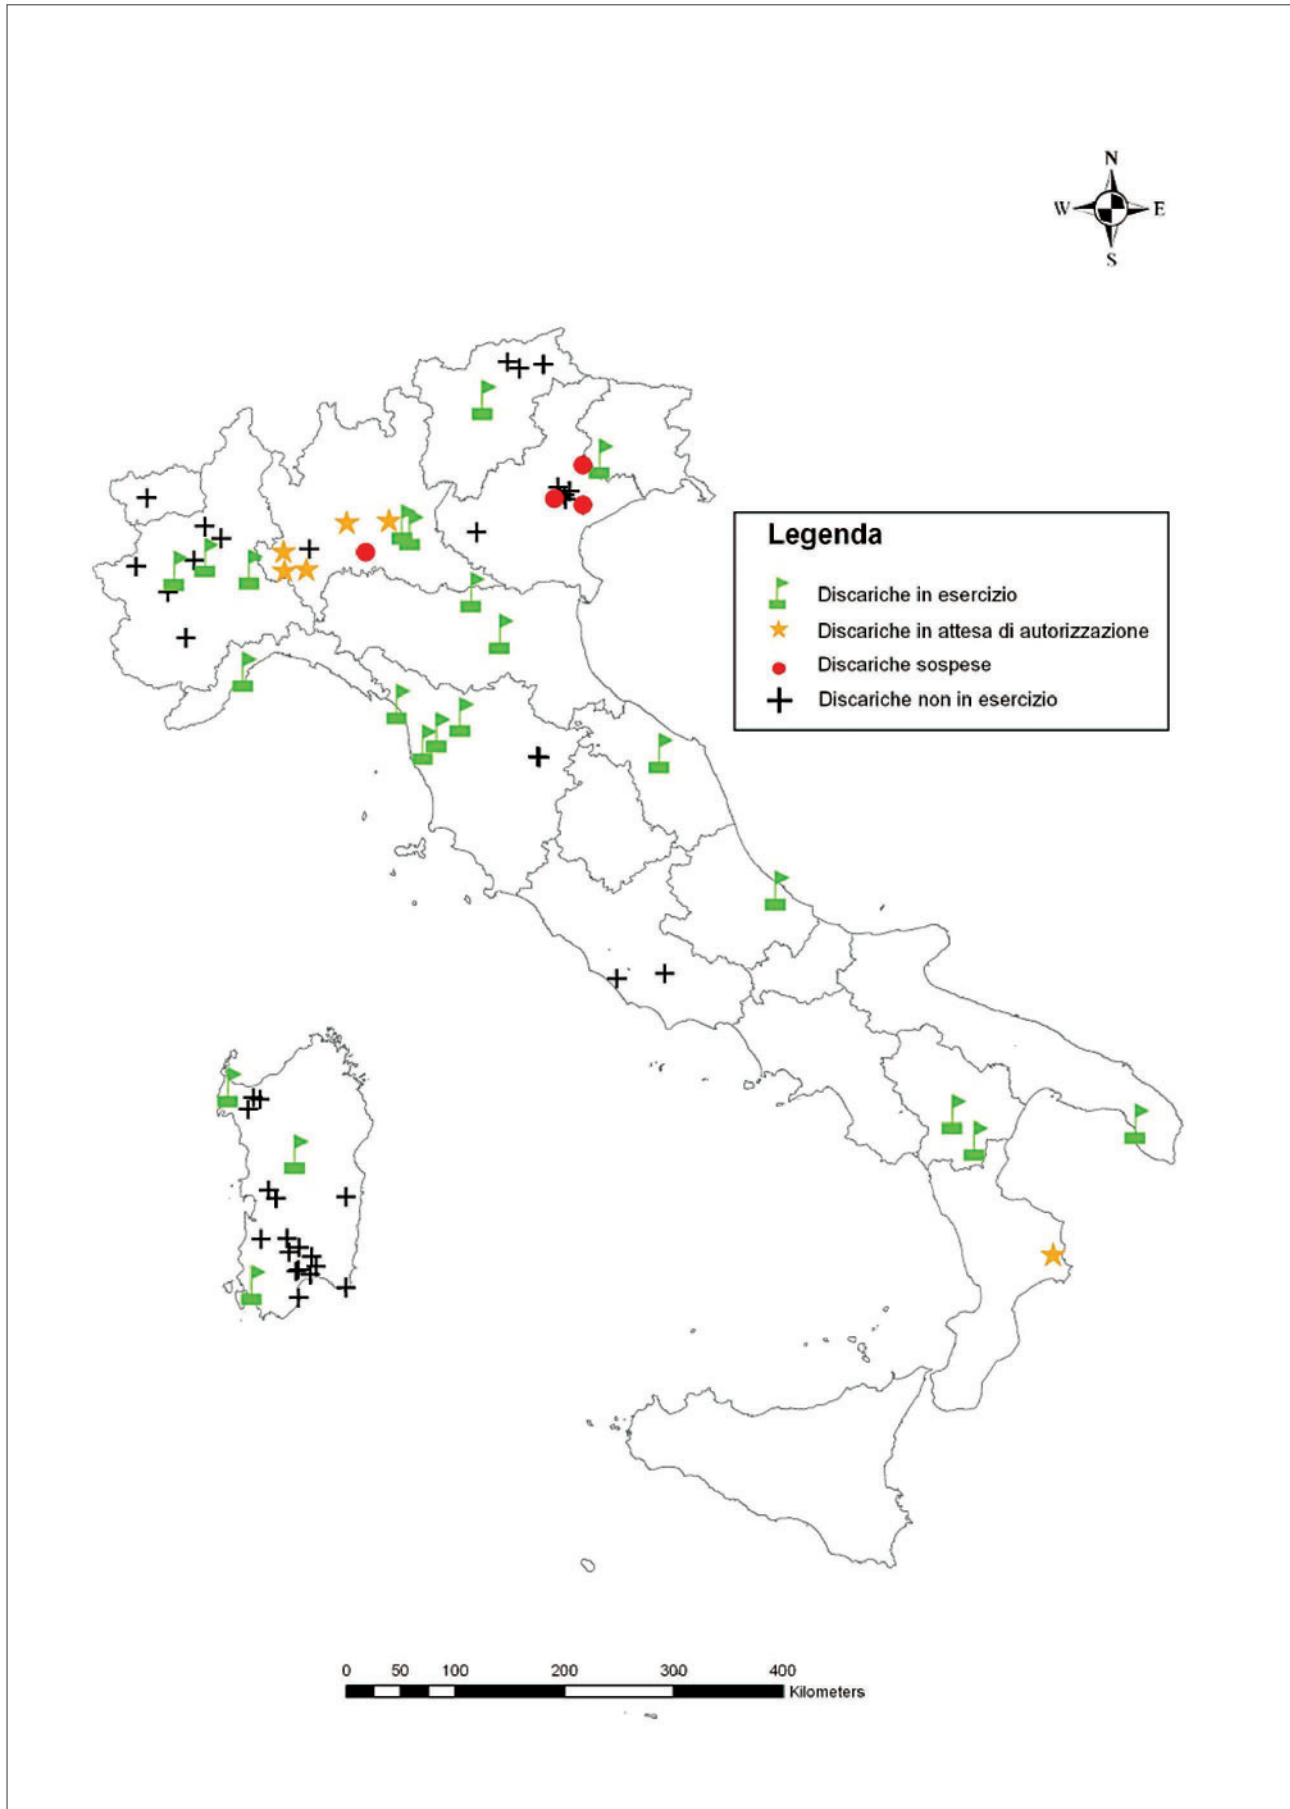 N
W E
S
Legenda
Discariche in esercizio
Discariche in attesa di autorizzazione
Discariche sospese
Discariche non in esercizio
0 50 100 200 300 400
Kilometers